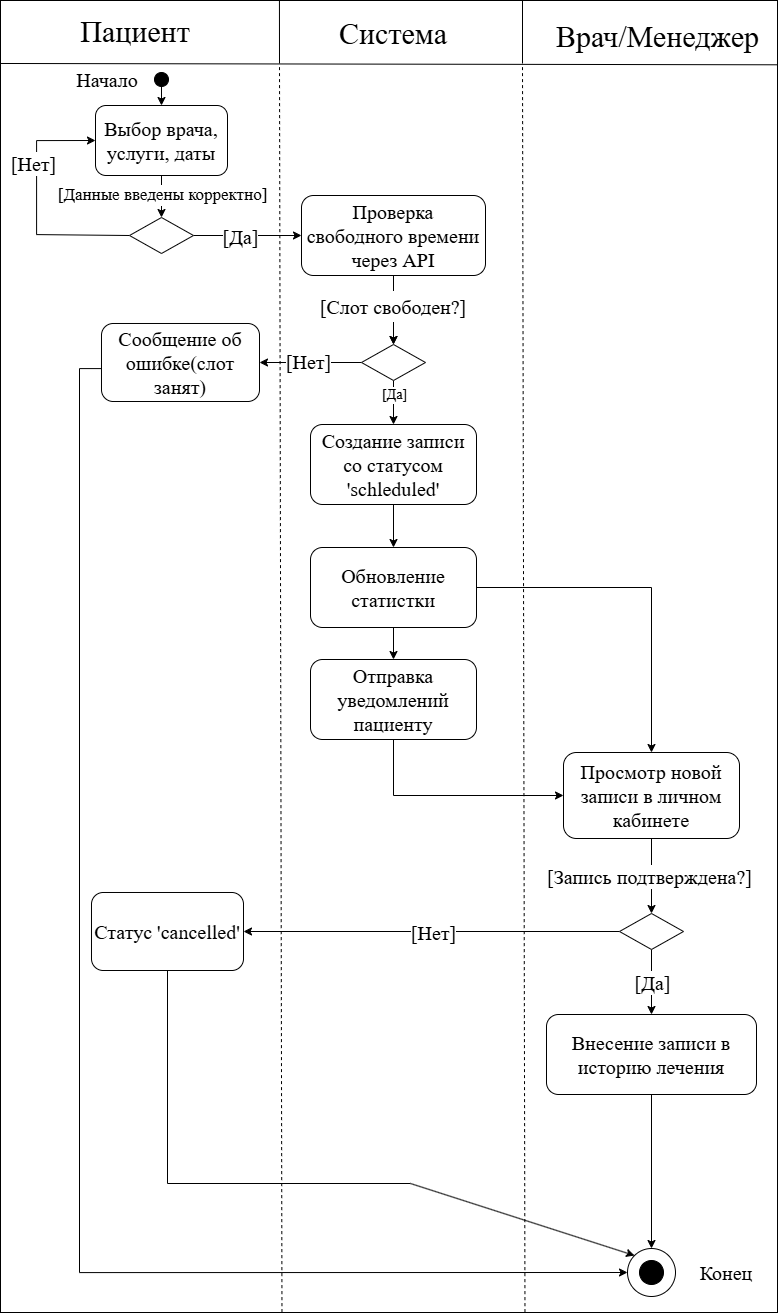 Пациент
Система
Врач/Менеджер
Начало
Выбор врача,
услуги, даты
[Нет]
[Данные введены корректно]
[Да]
Проверка
свободного времени
через API
[Слот свободен?]
Сообщение об
ошибке(слот
занят)
[Нет]
[Да]
Создание записи
со статусом
'schleduled'
Обновление
статистки
Отправка
уведомлений
пациенту
Просмотр новой
записи в личном
кабинете
[Запись подтверждена?]
Статус 'cancelled'
[Нет]
[Да]
Внесение записи в
историю лечения
Конец